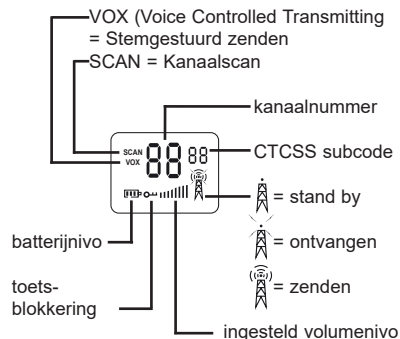 VOX (Voice Controlled Transmitting
= Stemgestuurd zenden
SCAN = Kanaalscan
kanaalnummer
SCAN
VOX
88
88
CTCSS subcode
= stand by
= ontvangen
= zenden
batterijnivo
toets-
blokkering
ingesteld volumenivo